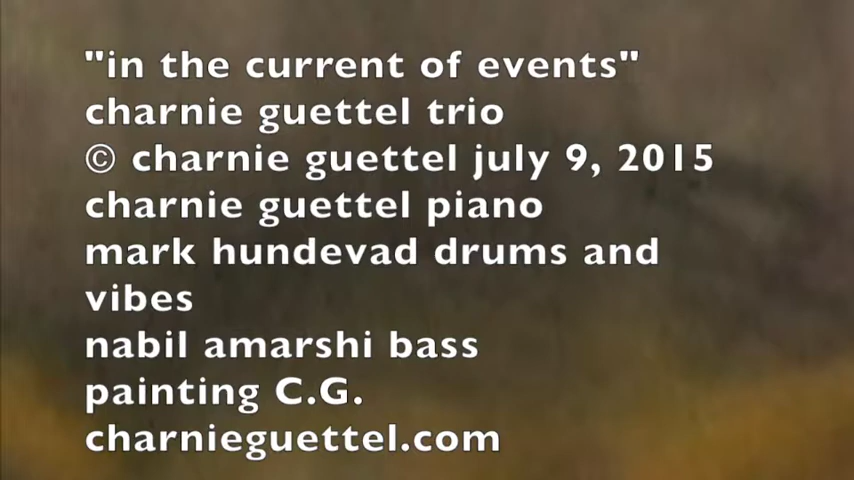 "in the current of events"
charnie guettel trio
© charnie guettel july 9, 2015
charnie guettel piano
mark hundevad drums and
vibes
nabil amarshi bass
painting C.G.
charnieguettel.com